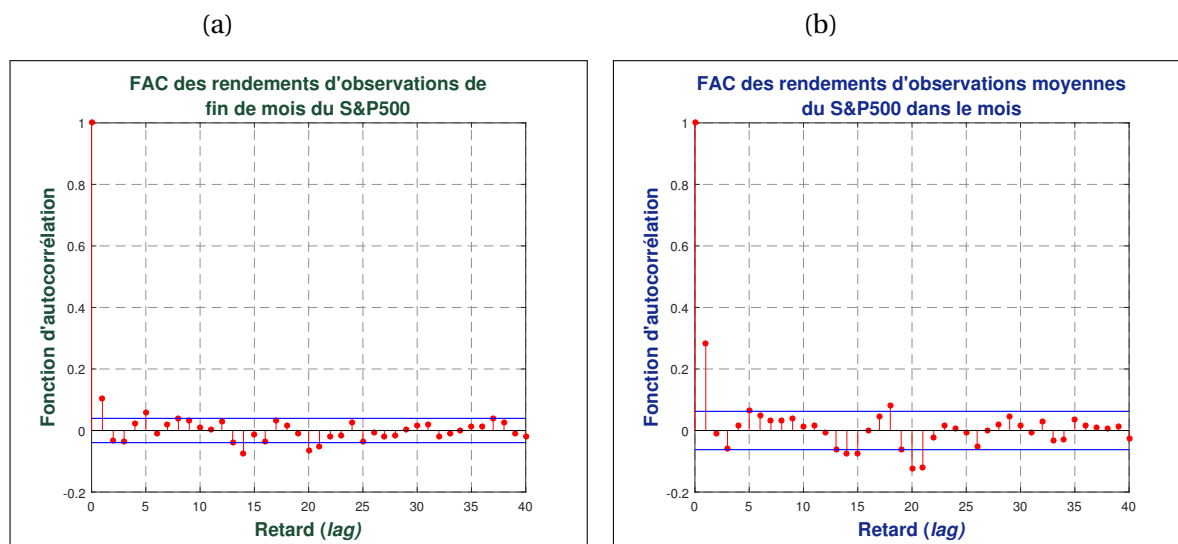 (a)
FAC des rendements d'observations de
fin de mois du S&P500
Fonction d'autocorrélation
1
0.8
0.6
0.4
0.2
0
-0.2
0 5 10 15 20 25 30 35 40
Retard (lag)
(b)
FAC des rendements d'observations moyennes
du S&P500 dans le mois
Fonction d'autocorrélation
1
0.8
0.6
0.4
0.2
0
-0.2
0 5 10 15 20 25 30 35 40
Retard (lag)